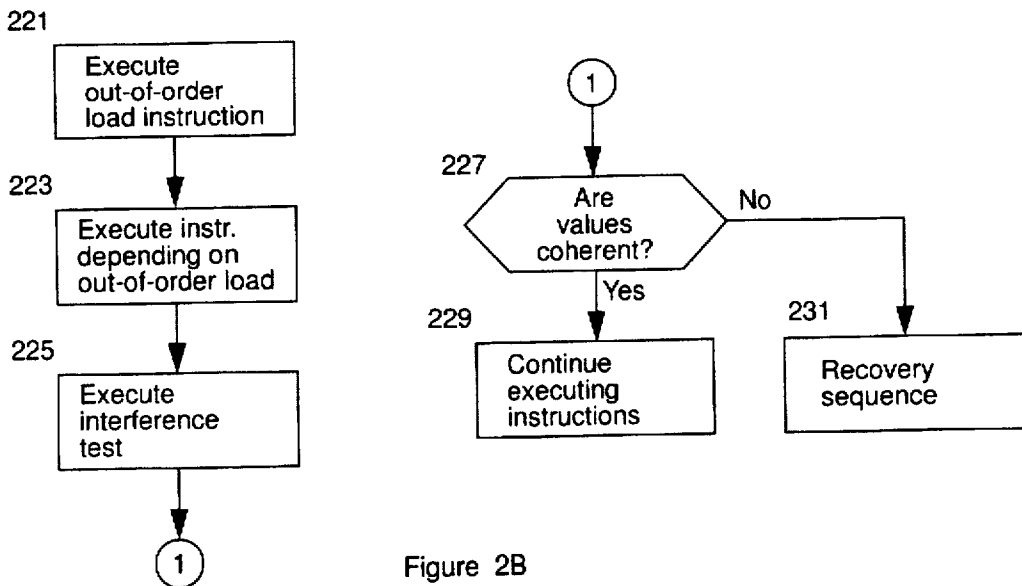 221
Execute
out-of-order
load instruction
223
Execute instr.
depending on
out-of-order load
225
Execute
interference
test
1
1
227
Are
values
coherent?
No
Yes
229
Continue
executing
instructions
231
Recovery
sequence
Figure 2B